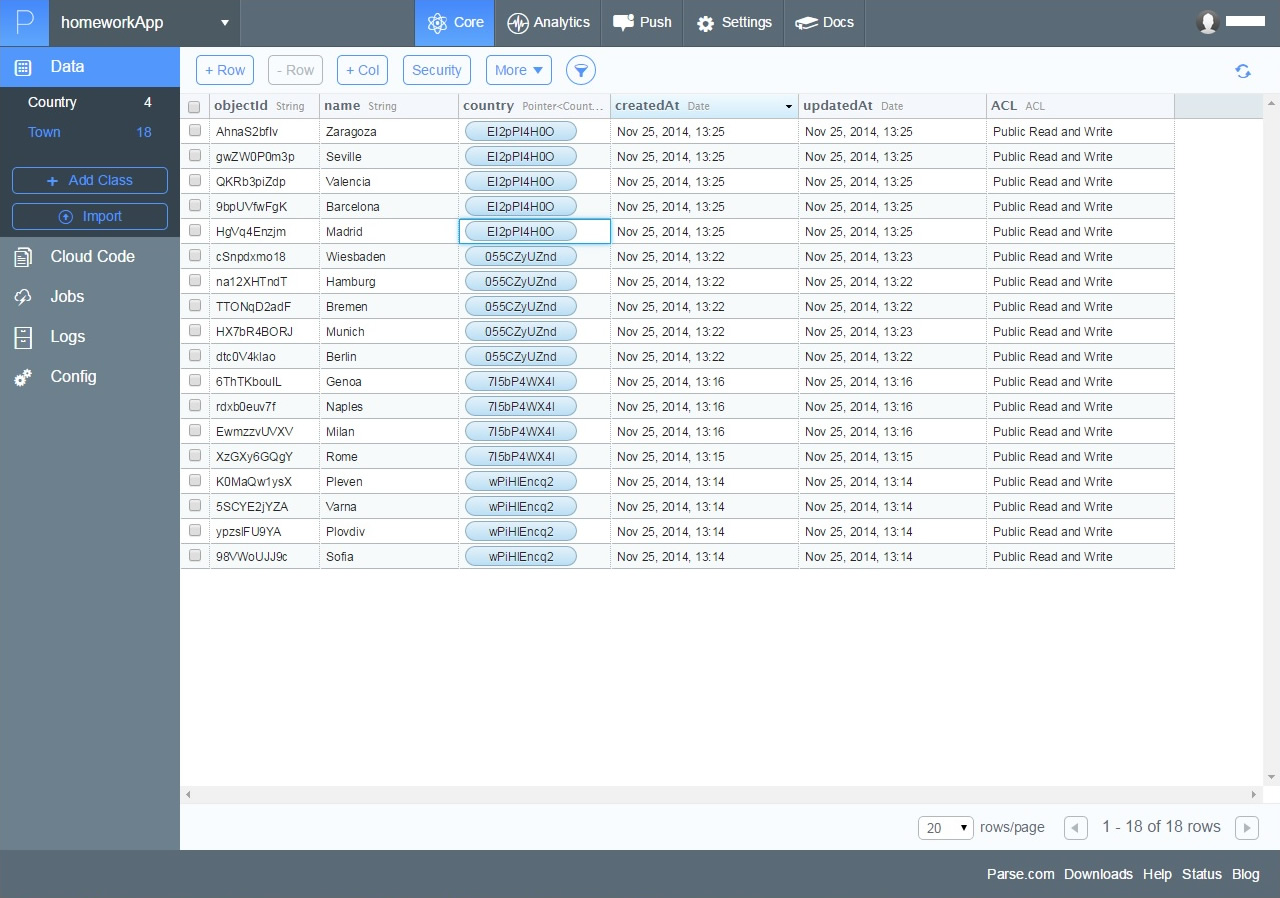 P homeworkApp Core Analytics Push Settings Docs
Data
Country 4
Town 18
+ Add Class
Import
Cloud Code
Jobs
Logs
Config
+ Row - Row + Col Security More
objectId String name String country Pointer<Count... createdAt Date updatedAt Date ACL ACL
AhnaS2bfIv Zaragoza EI2pPI4H0O Nov 25, 2014, 13:25 Nov 25, 2014, 13:25 Public Read and Write
gwZW0P0m3p Seville EI2pPI4H0O Nov 25, 2014, 13:25 Nov 25, 2014, 13:25 Public Read and Write
QKRb3piZdp Valencia EI2pPI4H0O Nov 25, 2014, 13:25 Nov 25, 2014, 13:25 Public Read and Write
9bpUVfwFgK Barcelona EI2pPI4H0O Nov 25, 2014, 13:25 Nov 25, 2014, 13:25 Public Read and Write
HgVq4Enzjm Madrid EI2pPI4H0O Nov 25, 2014, 13:25 Nov 25, 2014, 13:25 Public Read and Write
cSnpdxmo18 Wiesbaden 055CZyUZnd Nov 25, 2014, 13:22 Nov 25, 2014, 13:23 Public Read and Write
na12XHTndT Hamburg 055CZyUZnd Nov 25, 2014, 13:22 Nov 25, 2014, 13:22 Public Read and Write
TTONqD2adF Bremen 055CZyUZnd Nov 25, 2014, 13:22 Nov 25, 2014, 13:22 Public Read and Write
HX7bR4BORJ Munich 055CZyUZnd Nov 25, 2014, 13:22 Nov 25, 2014, 13:23 Public Read and Write
dtc0V4klao Berlin 055CZyUZnd Nov 25, 2014, 13:22 Nov 25, 2014, 13:22 Public Read and Write
6ThTKbouIL Genoa 7I5bP4WX4I Nov 25, 2014, 13:16 Nov 25, 2014, 13:16 Public Read and Write
rdxb0euv7f Naples 7I5bP4WX4I Nov 25, 2014, 13:16 Nov 25, 2014, 13:16 Public Read and Write
EwmzzvUVXV Milan 7I5bP4WX4I Nov 25, 2014, 13:16 Nov 25, 2014, 13:16 Public Read and Write
XzGXy6GQgY Rome 7I5bP4WX4I Nov 25, 2014, 13:15 Nov 25, 2014, 13:15 Public Read and Write
K0MaQw1ysX Pleven wPiHIEncq2 Nov 25, 2014, 13:14 Nov 25, 2014, 13:14 Public Read and Write
5SCYE2jYZA Varna wPiHIEncq2 Nov 25, 2014, 13:14 Nov 25, 2014, 13:14 Public Read and Write
ypzsIFU9YA Plovdiv wPiHIEncq2 Nov 25, 2014, 13:14 Nov 25, 2014, 13:14 Public Read and Write
98VWoUJJ9c Sofia wPiHIEncq2 Nov 25, 2014, 13:14 Nov 25, 2014, 13:14 Public Read and Write
20 rows/page 1 - 18 of 18 rows
Parse.com Downloads Help Status Blog